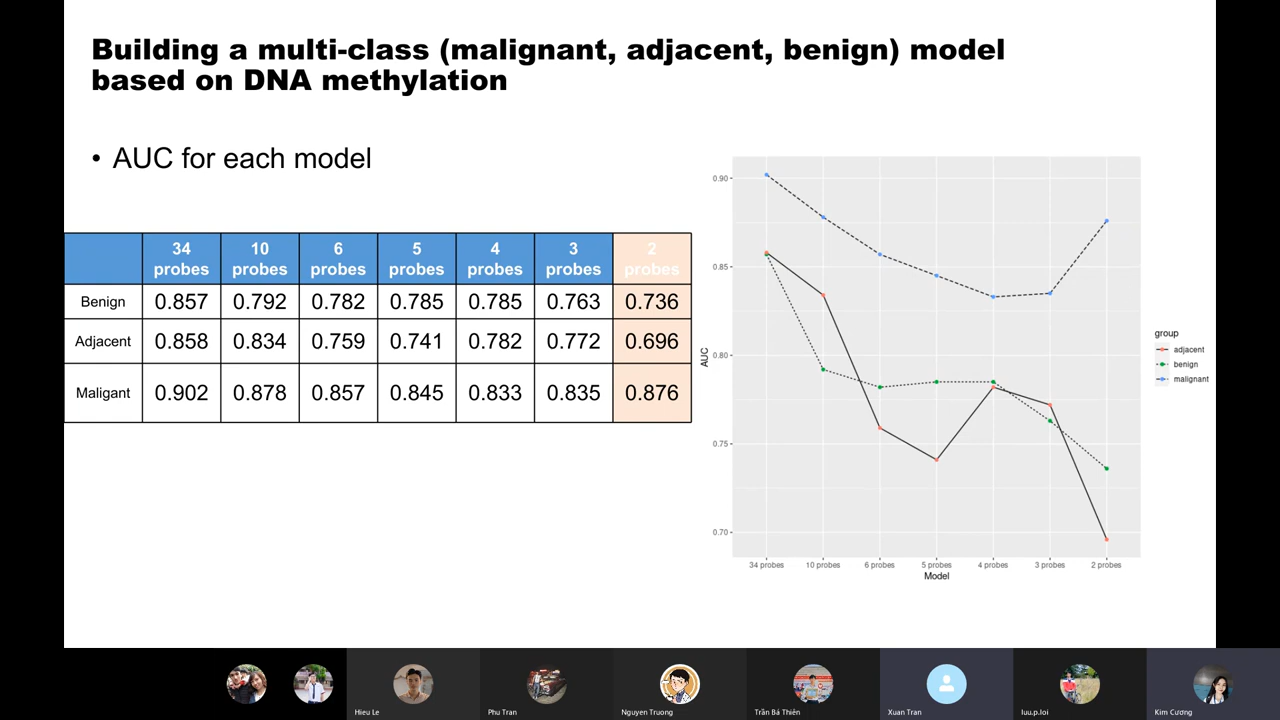 Building a multi-class (malignant, adjacent, benign) model
based on DNA methylation
• AUC for each model
34 probes 10 probes 6 probes 5 probes 4 probes 3 probes 2 probes
Benign 0.857 0.792 0.782 0.785 0.785 0.763 0.736
Adjacent 0.858 0.834 0.759 0.741 0.782 0.772 0.696
Maligant 0.902 0.878 0.857 0.845 0.833 0.835 0.876
0.90
0.85
0.80
0.75
0.70
AUC
34 probes 10 probes 6 probes 5 probes 4 probes 3 probes 2 probes
Model
group
adjacent
benign
malignant
Hieu Le
Phu Tran
Nguyen Truong
Trần Bá Thiên
Xuan Tran
luu.p.loi
Kim Cương